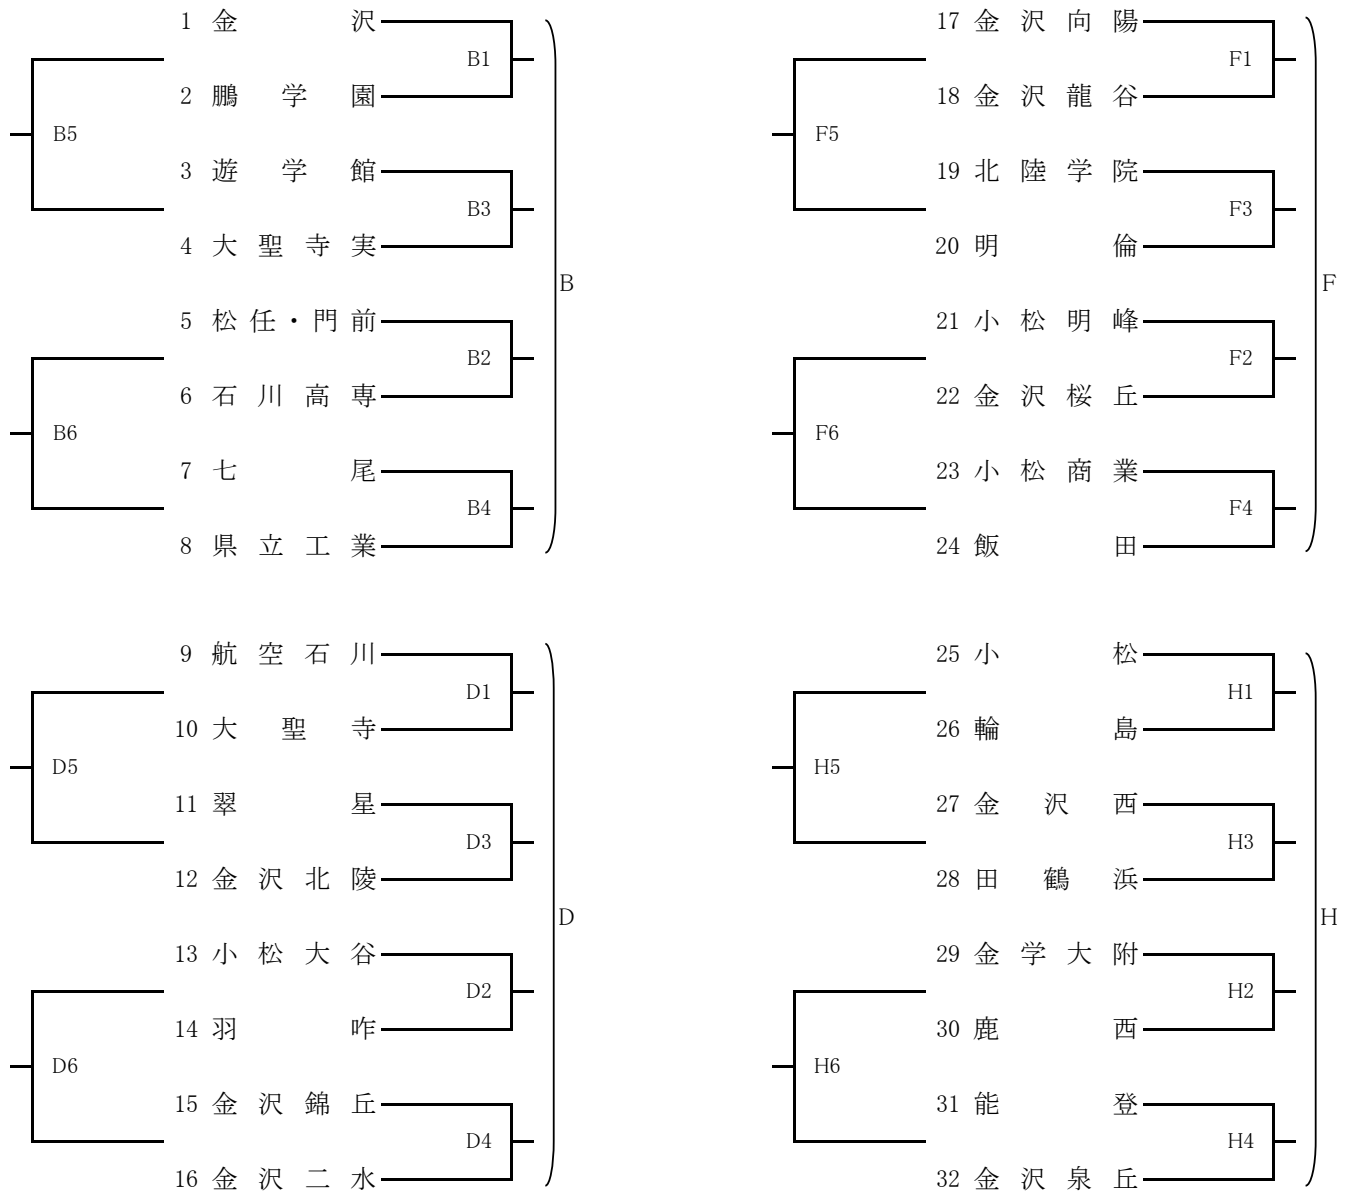 1 金沢
B1
2 鵬学園
B5
3 遊学館
B3
4 大聖寺実
B
5 松任・門前
B2
6 石川高専
B6
7 七尾
B4
8 県立工業
9 航空石川
D1
10 大聖寺
D5
11 翠星
D3
12 金沢北陵
D
13 小松大谷
D2
14 羽咋
D6
15 金沢錦丘
D4
16 金沢二水
17 金沢向陽
F1
18 金沢龍谷
F5
19 北陸学院
F3
20 明倫
F
21 小松明峰
F2
22 金沢桜丘
F6
23 小松商業
F4
24 飯田
25 小松
H1
26 輪島
H5
27 金沢西
H3
28 田鶴浜
H
29 金学大附
H2
30 鹿西
H6
31 能登
H4
32 金沢泉丘